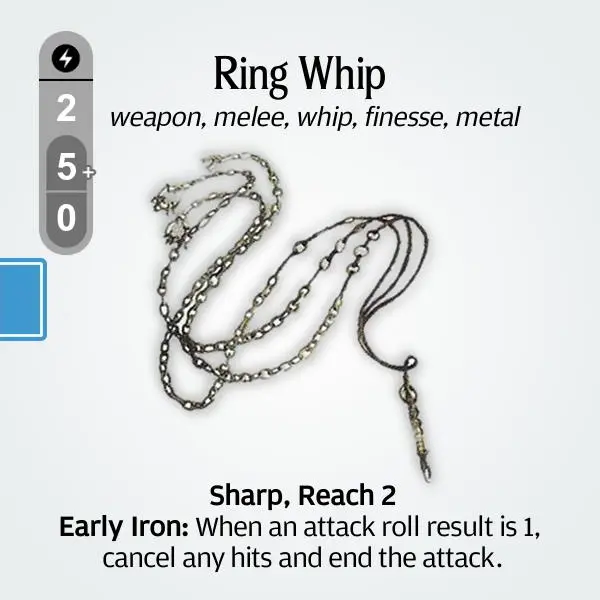 Ring Whip
weapon, melee, whip, finesse, metal
2
5+
0
Sharp, Reach 2
Early Iron: When an attack roll result is 1,
cancel any hits and end the attack.